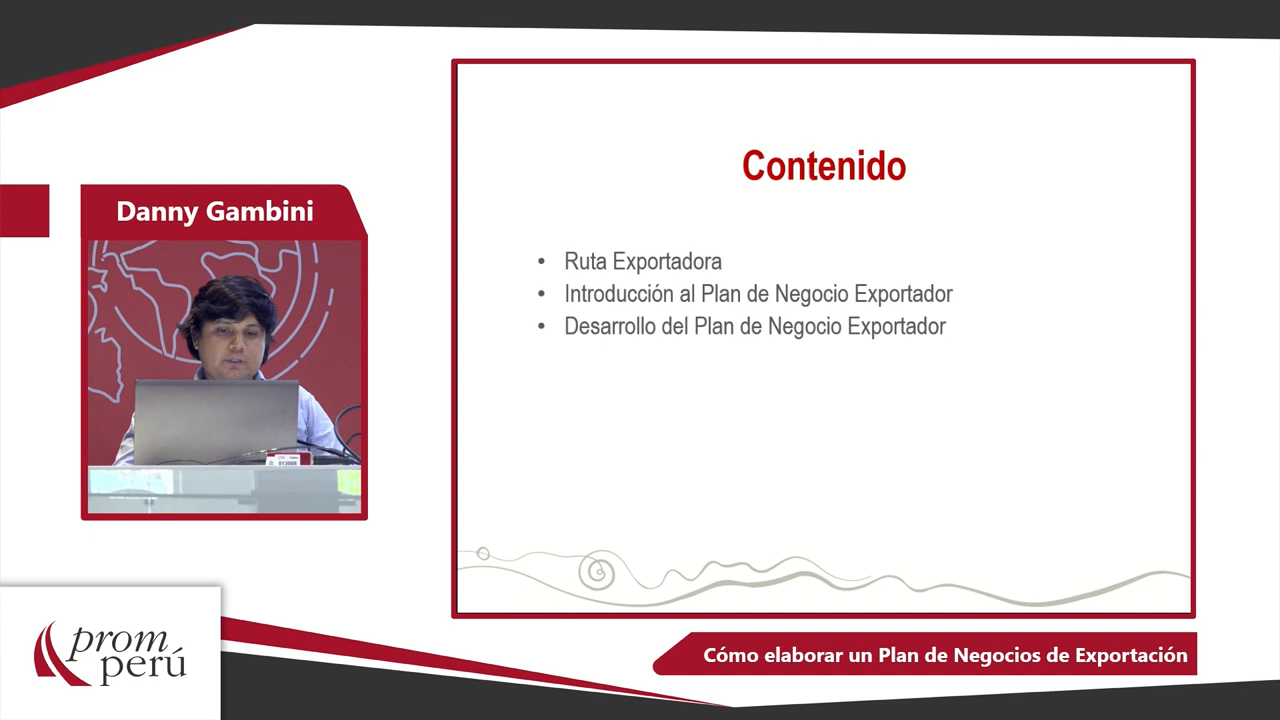 Danny Gambini
Contenido
• Ruta Exportadora
• Introducción al Plan de Negocio Exportador
• Desarrollo del Plan de Negocio Exportador
013008
prom
perú
Cómo elaborar un Plan de Negocios de Exportación